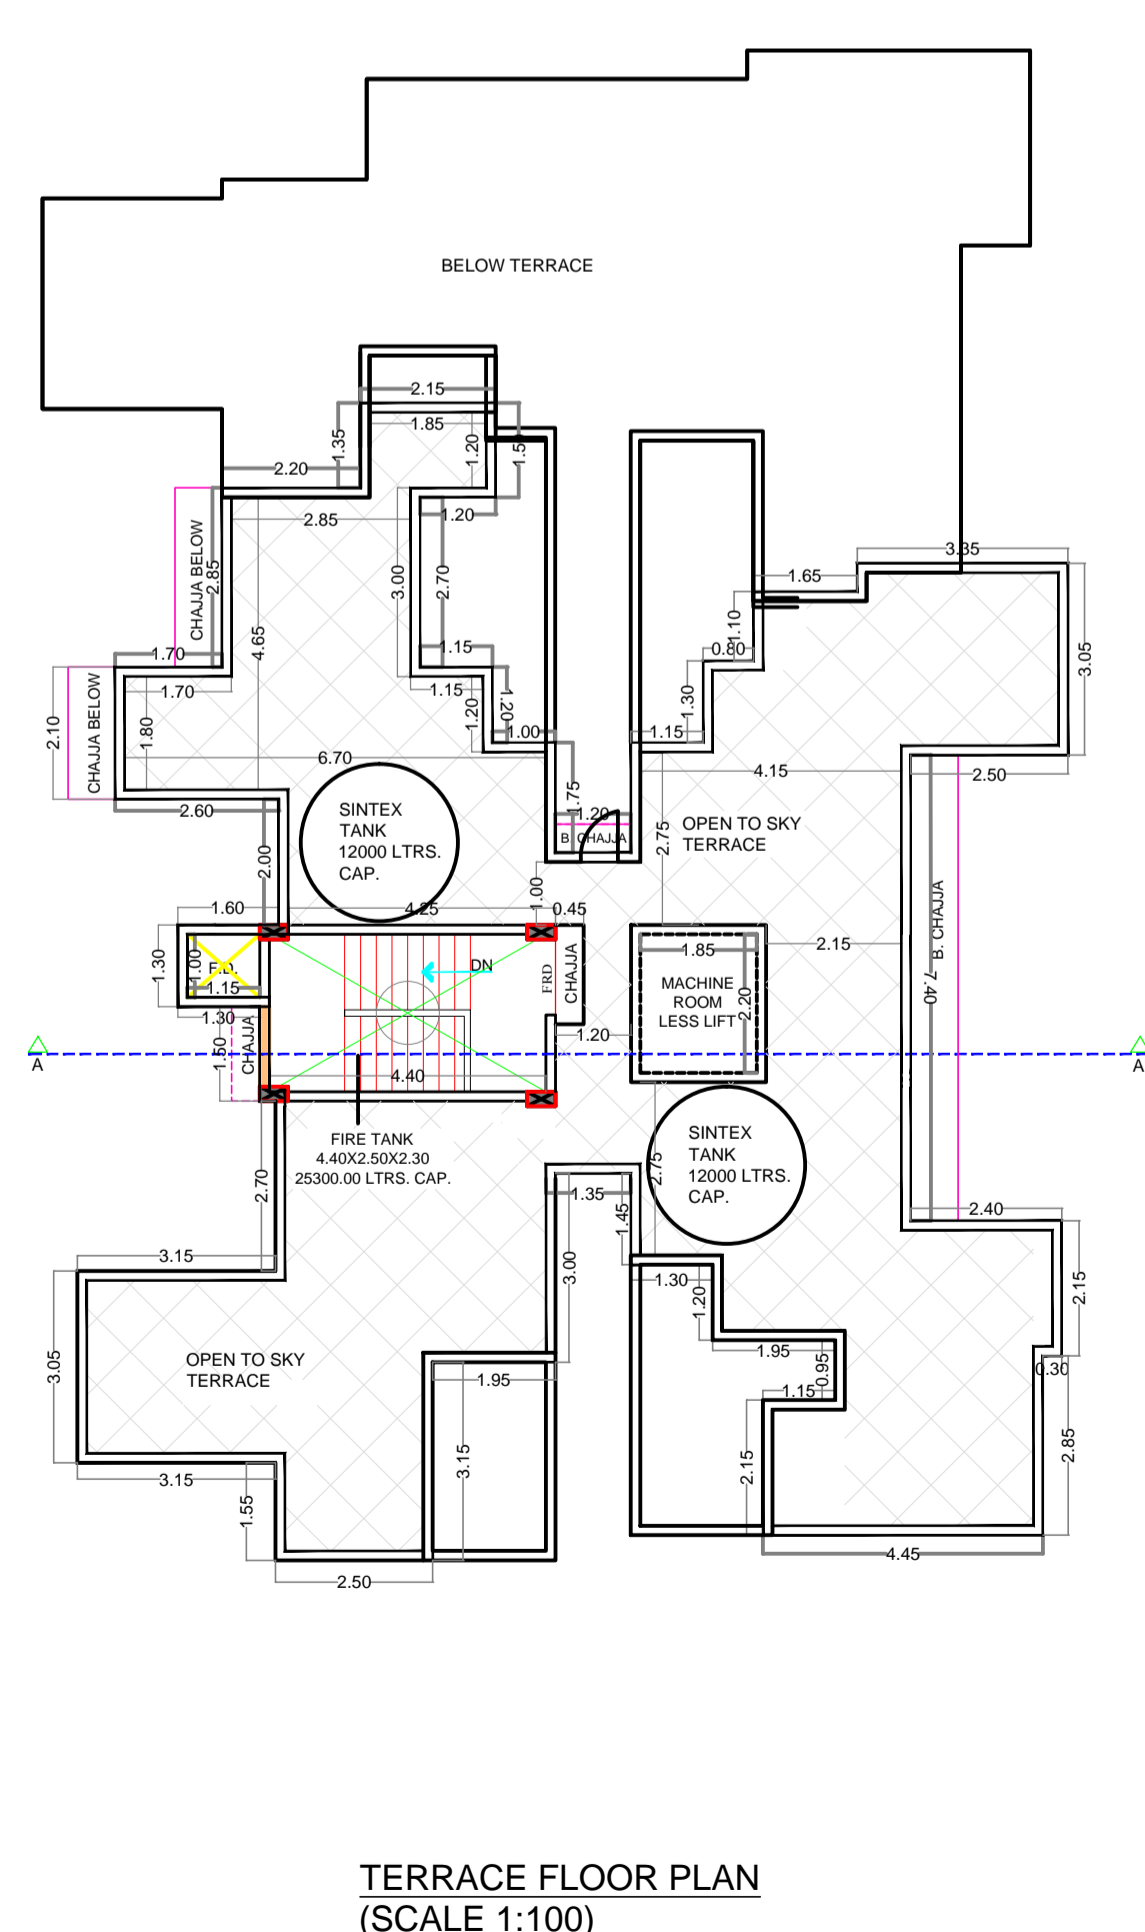 BELOW TERRACE
2.15
1.85
1.35
1.20
2.20
1.20
2.85
CHAJJA BELOW
2.85
3.00
2.70
4.65
3.35
1.65
1.10
0.80
3.05
1.70
1.70
1.15
1.15
1.20
1.20
1.00
1.30
1.15
2.10
CHAJJA BELOW
1.80
6.70
4.15
2.50
2.60
SINTEX
TANK
12000 LTRS.
CAP.
1.75
1.20
B. CHAJJA
OPEN TO SKY
TERRACE
2.75
2.00
1.00
1.60
4.25
0.45
B. CHAJJA
7.40
2.15
1.30
1.00
F.D.
1.15
1.30
DN
FRD
CHAJJA
1.85
MACHINE
ROOM
LESS LIFT
2.20
1.20
1.50
CHAJJA
4.40
A
A
FIRE TANK
4.40X2.50X2.30
25300.00 LTRS. CAP.
SINTEX
TANK
12000 LTRS.
CAP.
2.75
2.70
1.35
1.45
3.00
2.40
3.15
1.30
1.20
2.15
3.05
OPEN TO SKY
TERRACE
1.95
1.95
0.95
1.15
0.30
3.15
3.15
2.15
2.85
1.55
2.50
4.45
TERRACE FLOOR PLAN
(SCALE 1:100)